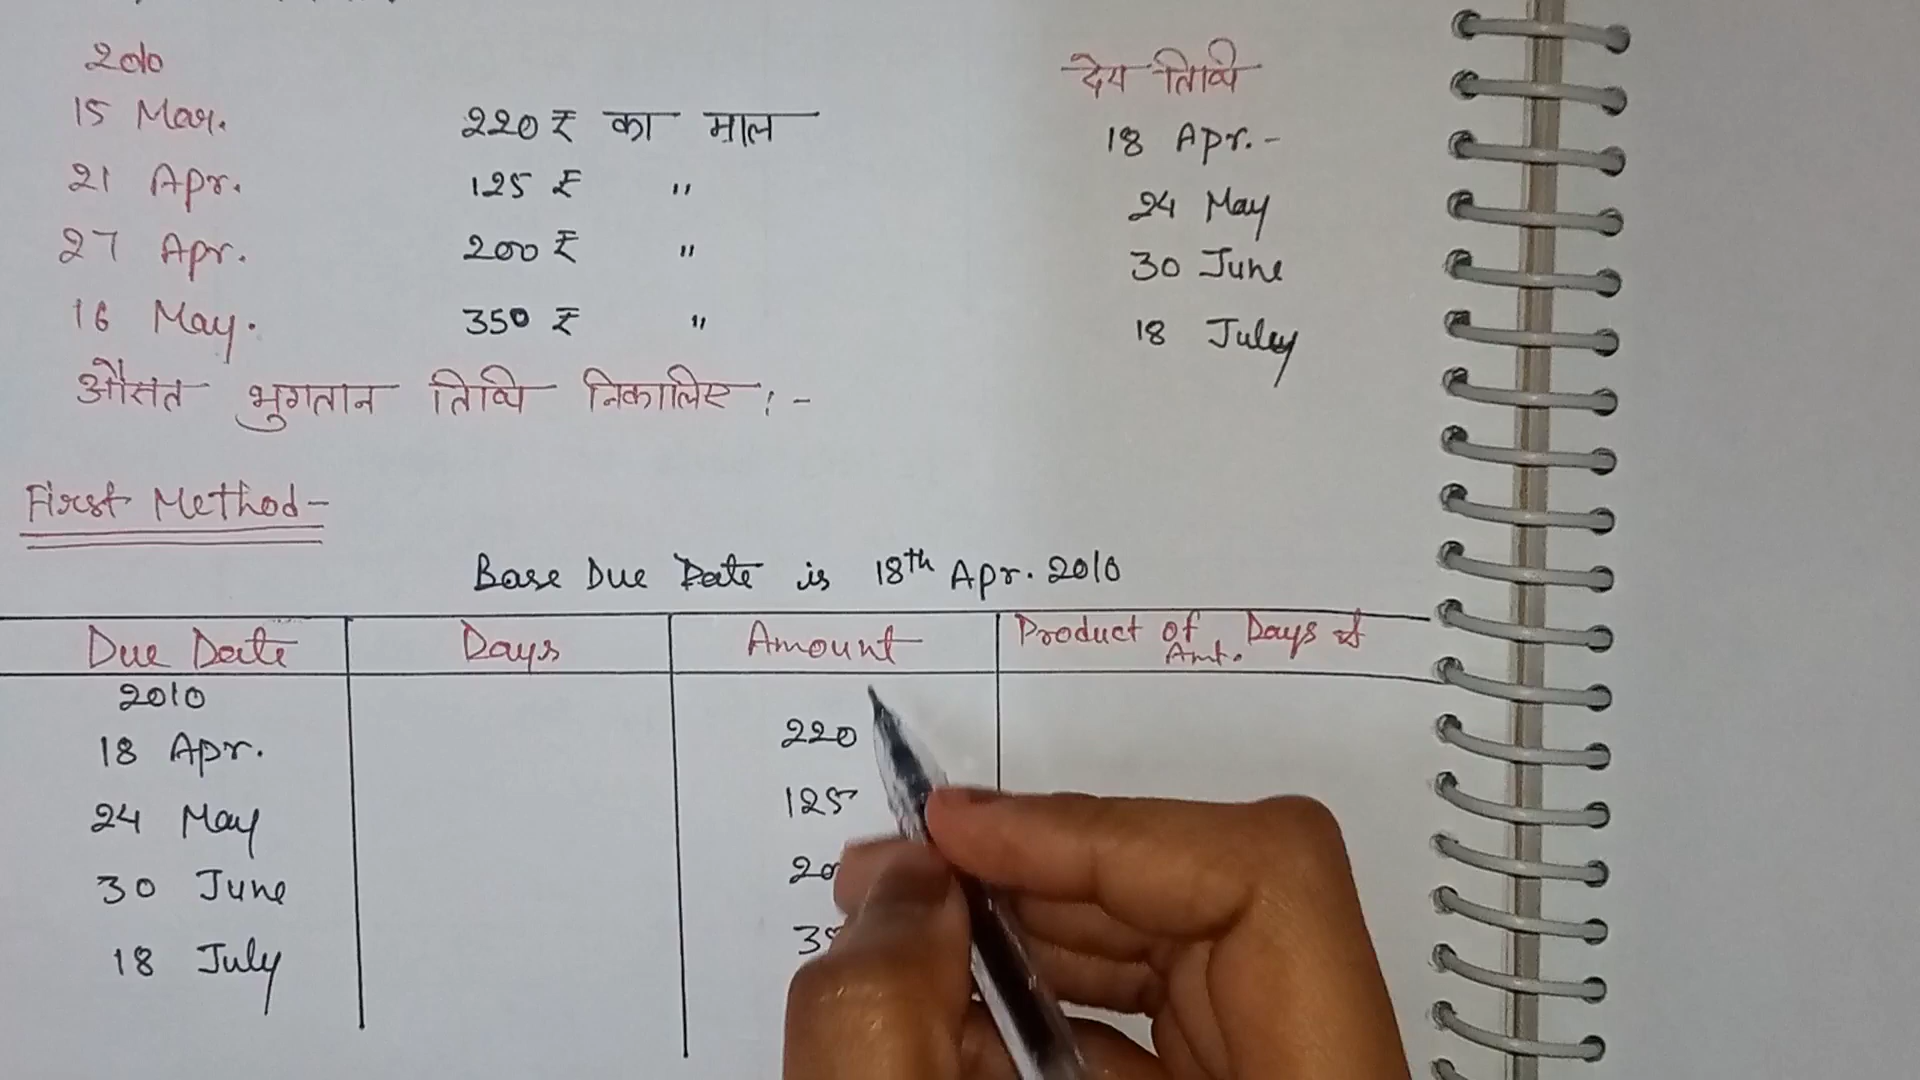 2010
देय तिथि
15 Mar. 220 ₹ का माल 18 Apr. -
21 Apr. 125 ₹ " 24 May
27 Apr. 200 ₹ " 30 June
16 May. 350 ₹ " 18 July
औसत भुगतान तिथि निकालिए :-
First Method-
Base Due Date is 18th Apr. 2010
Due Date Days Amount Product of Days &
Amt.
2010
18 Apr. 220
24 May 125
30 June
18 July